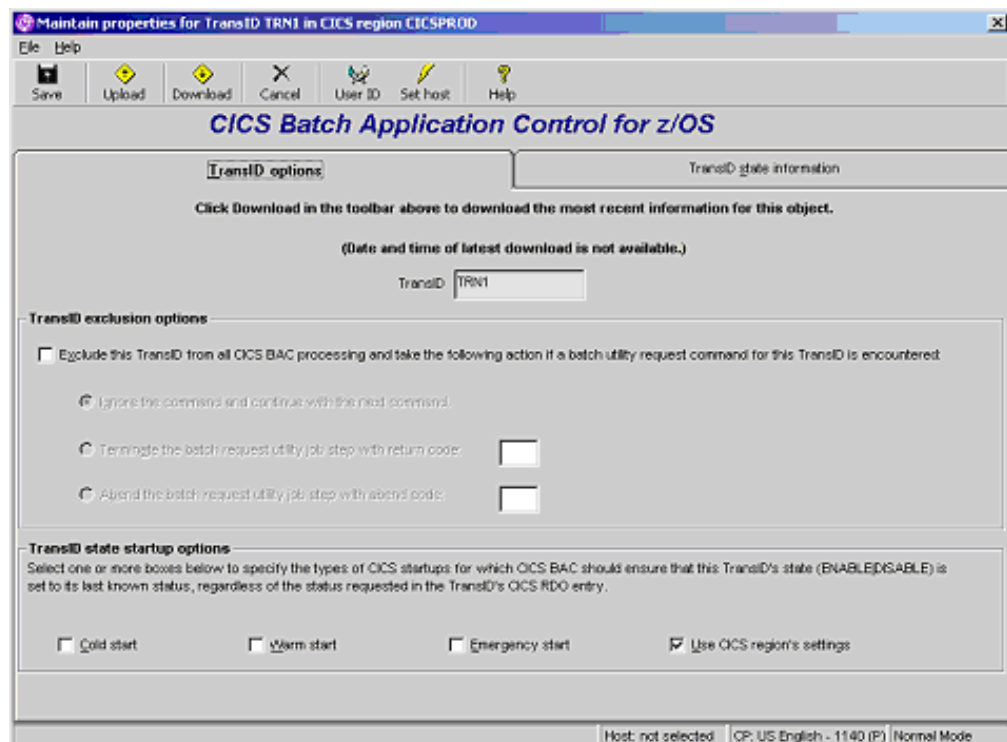 Maintain properties for TransID TRN1 in CICS region CICSPROD
File Help
Save Upload Download Cancel User ID Set host Help
CICS Batch Application Control for z/OS
TransID options TransID state information
Click Download in the toolbar above to download the most recent information for this object.
(Date and time of latest download is not available.)
TransID TRN1
TransID exclusion options
Exclude this TransID from all CICS BAC processing and take the following action if a batch utility request command for this TransID is encountered:
Ignore the command and continue with the next command.
Terminate the batch request utility job step with return code:
Abend the batch request utility job step with abend code:
TransID state startup options
Select one or more boxes below to specify the types of CICS startups for which CICS BAC should ensure that this TransID's state (ENABLE|DISABLE) is
set to its last known status, regardless of the status requested in the TransID's CICS RDO entry.
Cold start Warm start Emergency start Use CICS region's settings
Host: not selected CP: US English - 1140 (P) Normal Mode